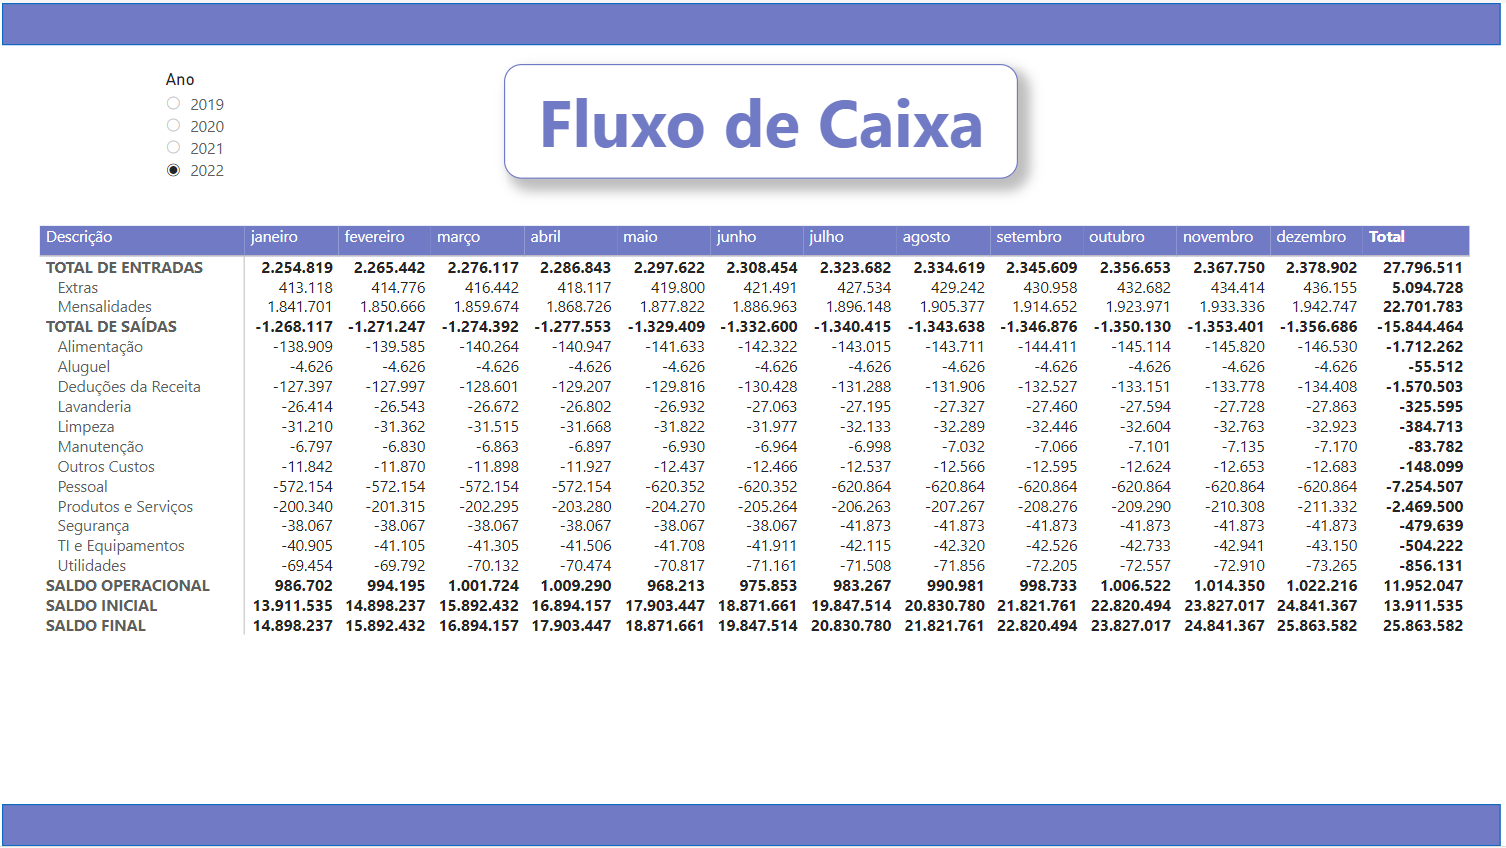 Ano
2019
2020
2021
2022
Fluxo de Caixa
Descrição janeiro fevereiro março abril maio junho julho agosto setembro outubro novembro dezembro Total
TOTAL DE ENTRADAS 2.254.819 2.265.442 2.276.117 2.286.843 2.297.622 2.308.454 2.323.682 2.334.619 2.345.609 2.356.653 2.367.750 2.378.902 27.796.511
Extras 413.118 414.776 416.442 418.117 419.800 421.491 427.534 429.242 430.958 432.682 434.414 436.155 5.094.728
Mensalidades 1.841.701 1.850.666 1.859.674 1.868.726 1.877.822 1.886.963 1.896.148 1.905.377 1.914.652 1.923.971 1.933.336 1.942.747 22.701.783
TOTAL DE SAÍDAS -1.268.117 -1.271.247 -1.274.392 -1.277.553 -1.329.409 -1.332.600 -1.340.415 -1.343.638 -1.346.876 -1.350.130 -1.353.401 -1.356.686 -15.844.464
Alimentação -138.909 -139.585 -140.264 -140.947 -141.633 -142.322 -143.015 -143.711 -144.411 -145.114 -145.820 -146.530 -1.712.262
Aluguel -4.626 -4.626 -4.626 -4.626 -4.626 -4.626 -4.626 -4.626 -4.626 -4.626 -4.626 -4.626 -55.512
Deduções da Receita -127.397 -127.997 -128.601 -129.207 -129.816 -130.428 -131.288 -131.906 -132.527 -133.151 -133.778 -134.408 -1.570.503
Lavanderia -26.414 -26.543 -26.672 -26.802 -26.932 -27.063 -27.195 -27.327 -27.460 -27.594 -27.728 -27.863 -325.595
Limpeza -31.210 -31.362 -31.515 -31.668 -31.822 -31.977 -32.133 -32.289 -32.446 -32.604 -32.763 -32.923 -384.713
Manutenção -6.797 -6.830 -6.863 -6.897 -6.930 -6.964 -6.998 -7.032 -7.066 -7.101 -7.135 -7.170 -83.782
Outros Custos -11.842 -11.870 -11.898 -11.927 -12.437 -12.466 -12.537 -12.566 -12.595 -12.624 -12.653 -12.683 -148.099
Pessoal -572.154 -572.154 -572.154 -572.154 -620.352 -620.352 -620.864 -620.864 -620.864 -620.864 -620.864 -620.864 -7.254.507
Produtos e Serviços -200.340 -201.315 -202.295 -203.280 -204.270 -205.264 -206.263 -207.267 -208.276 -209.290 -210.308 -211.332 -2.469.500
Segurança -38.067 -38.067 -38.067 -38.067 -38.067 -38.067 -41.873 -41.873 -41.873 -41.873 -41.873 -41.873 -479.639
TI e Equipamentos -40.905 -41.105 -41.305 -41.506 -41.708 -41.911 -42.115 -42.320 -42.526 -42.733 -42.941 -43.150 -504.222
Utilidades -69.454 -69.792 -70.132 -70.474 -70.817 -71.161 -71.508 -71.856 -72.205 -72.557 -72.910 -73.265 -856.131
SALDO OPERACIONAL 986.702 994.195 1.001.724 1.009.290 968.213 975.853 983.267 990.981 998.733 1.006.522 1.014.350 1.022.216 11.952.047
SALDO INICIAL 13.911.535 14.898.237 15.892.432 16.894.157 17.903.447 18.871.661 19.847.514 20.830.780 21.821.761 22.820.494 23.827.017 24.841.367 13.911.535
SALDO FINAL 14.898.237 15.892.432 16.894.157 17.903.447 18.871.661 19.847.514 20.830.780 21.821.761 22.820.494 23.827.017 24.841.367 25.863.582 25.863.582